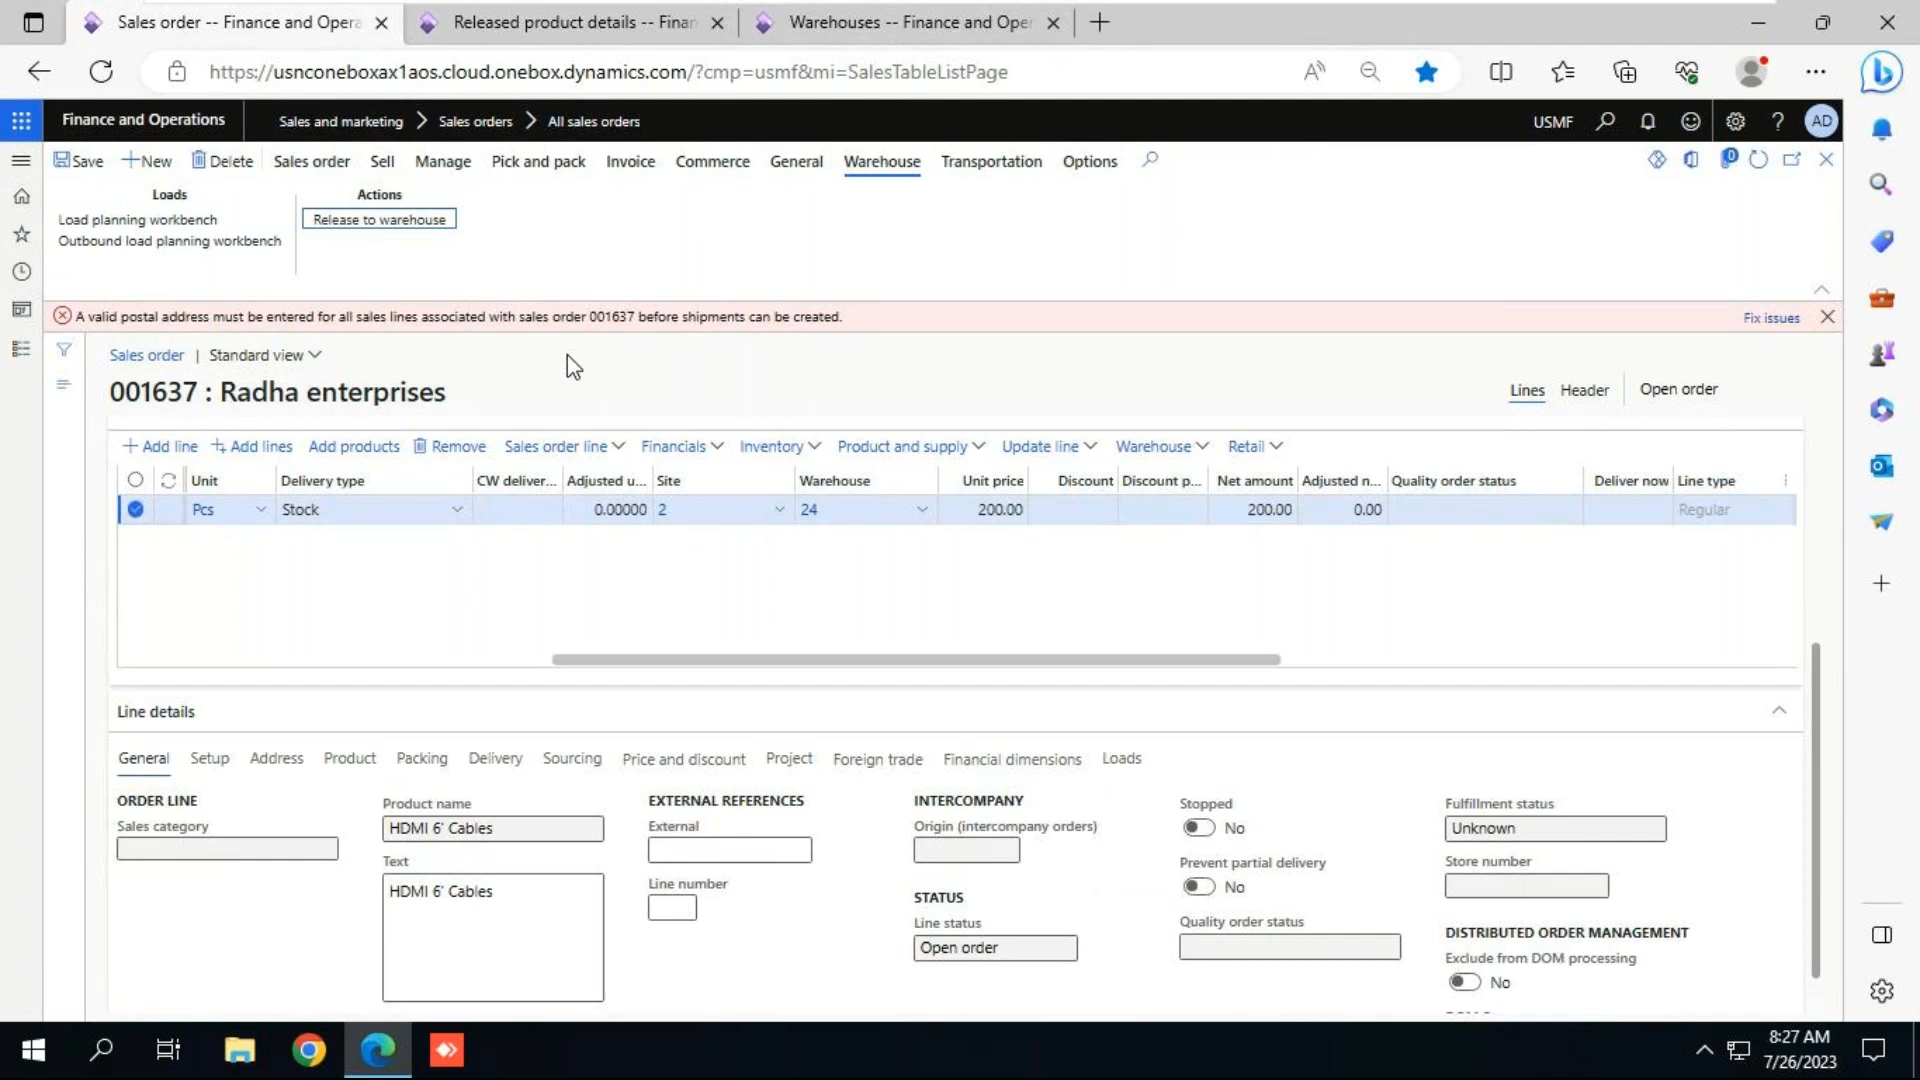 Sales order -- Finance and Opera
Released product details -- Finan
Warehouses -- Finance and Oper
https://usnconeboxax1aos.cloud.onebox.dynamics.com/?cmp=usmf&mi=SalesTableListPage
Finance and Operations
Sales and marketing
Sales orders
All sales orders
USMF
AD
Save
New
Delete
Sales order
Sell
Manage
Pick and pack
Invoice
Commerce
General
Warehouse
Transportation
Options
0
Loads
Load planning workbench
Outbound load planning workbench
Actions
Release to warehouse
A valid postal address must be entered for all sales lines associated with sales order 001637 before shipments can be created.
Fix issues
Sales order | Standard view
001637 : Radha enterprises
Lines
Header
Open order
Add line
Add lines
Add products
Remove
Sales order line
Financials
Inventory
Product and supply
Update line
Warehouse
Retail
Unit
Delivery type
CW deliver...
Adjusted u...
Site
Warehouse
Unit price
Discount
Discount p...
Net amount
Adjusted n...
Quality order status
Deliver now
Line type
Pcs
Stock
0.00000
2
24
200.00
200.00
0.00
Regular
Line details
General
Setup
Address
Product
Packing
Delivery
Sourcing
Price and discount
Project
Foreign trade
Financial dimensions
Loads
ORDER LINE
Sales category
Product name
HDMI 6' Cables
Text
HDMI 6' Cables
EXTERNAL REFERENCES
External
Line number
INTERCOMPANY
Origin (intercompany orders)
STATUS
Line status
Open order
Stopped
No
Prevent partial delivery
No
Quality order status
Fulfillment status
Unknown
Store number
DISTRIBUTED ORDER MANAGEMENT
Exclude from DOM processing
No
8:27 AM
7/26/2023